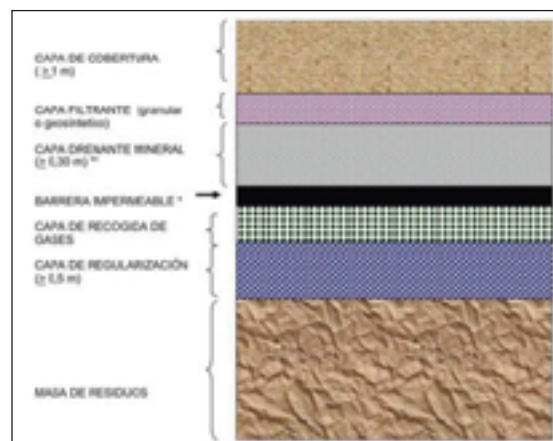 CAPA DE COBERTURA
( ≥ 1 m)
CAPA FILTRANTE (granular
o geosintetico)
CAPA DRENANTE MINERAL
(≥ 0,30 m)
BARRERA IMPERMEABLE *
CAPA DE RECOGIDA DE
GASES
CAPA DE REGULARIZACIÓN
(≥ 0,5 m)
MASA DE RESIDUOS